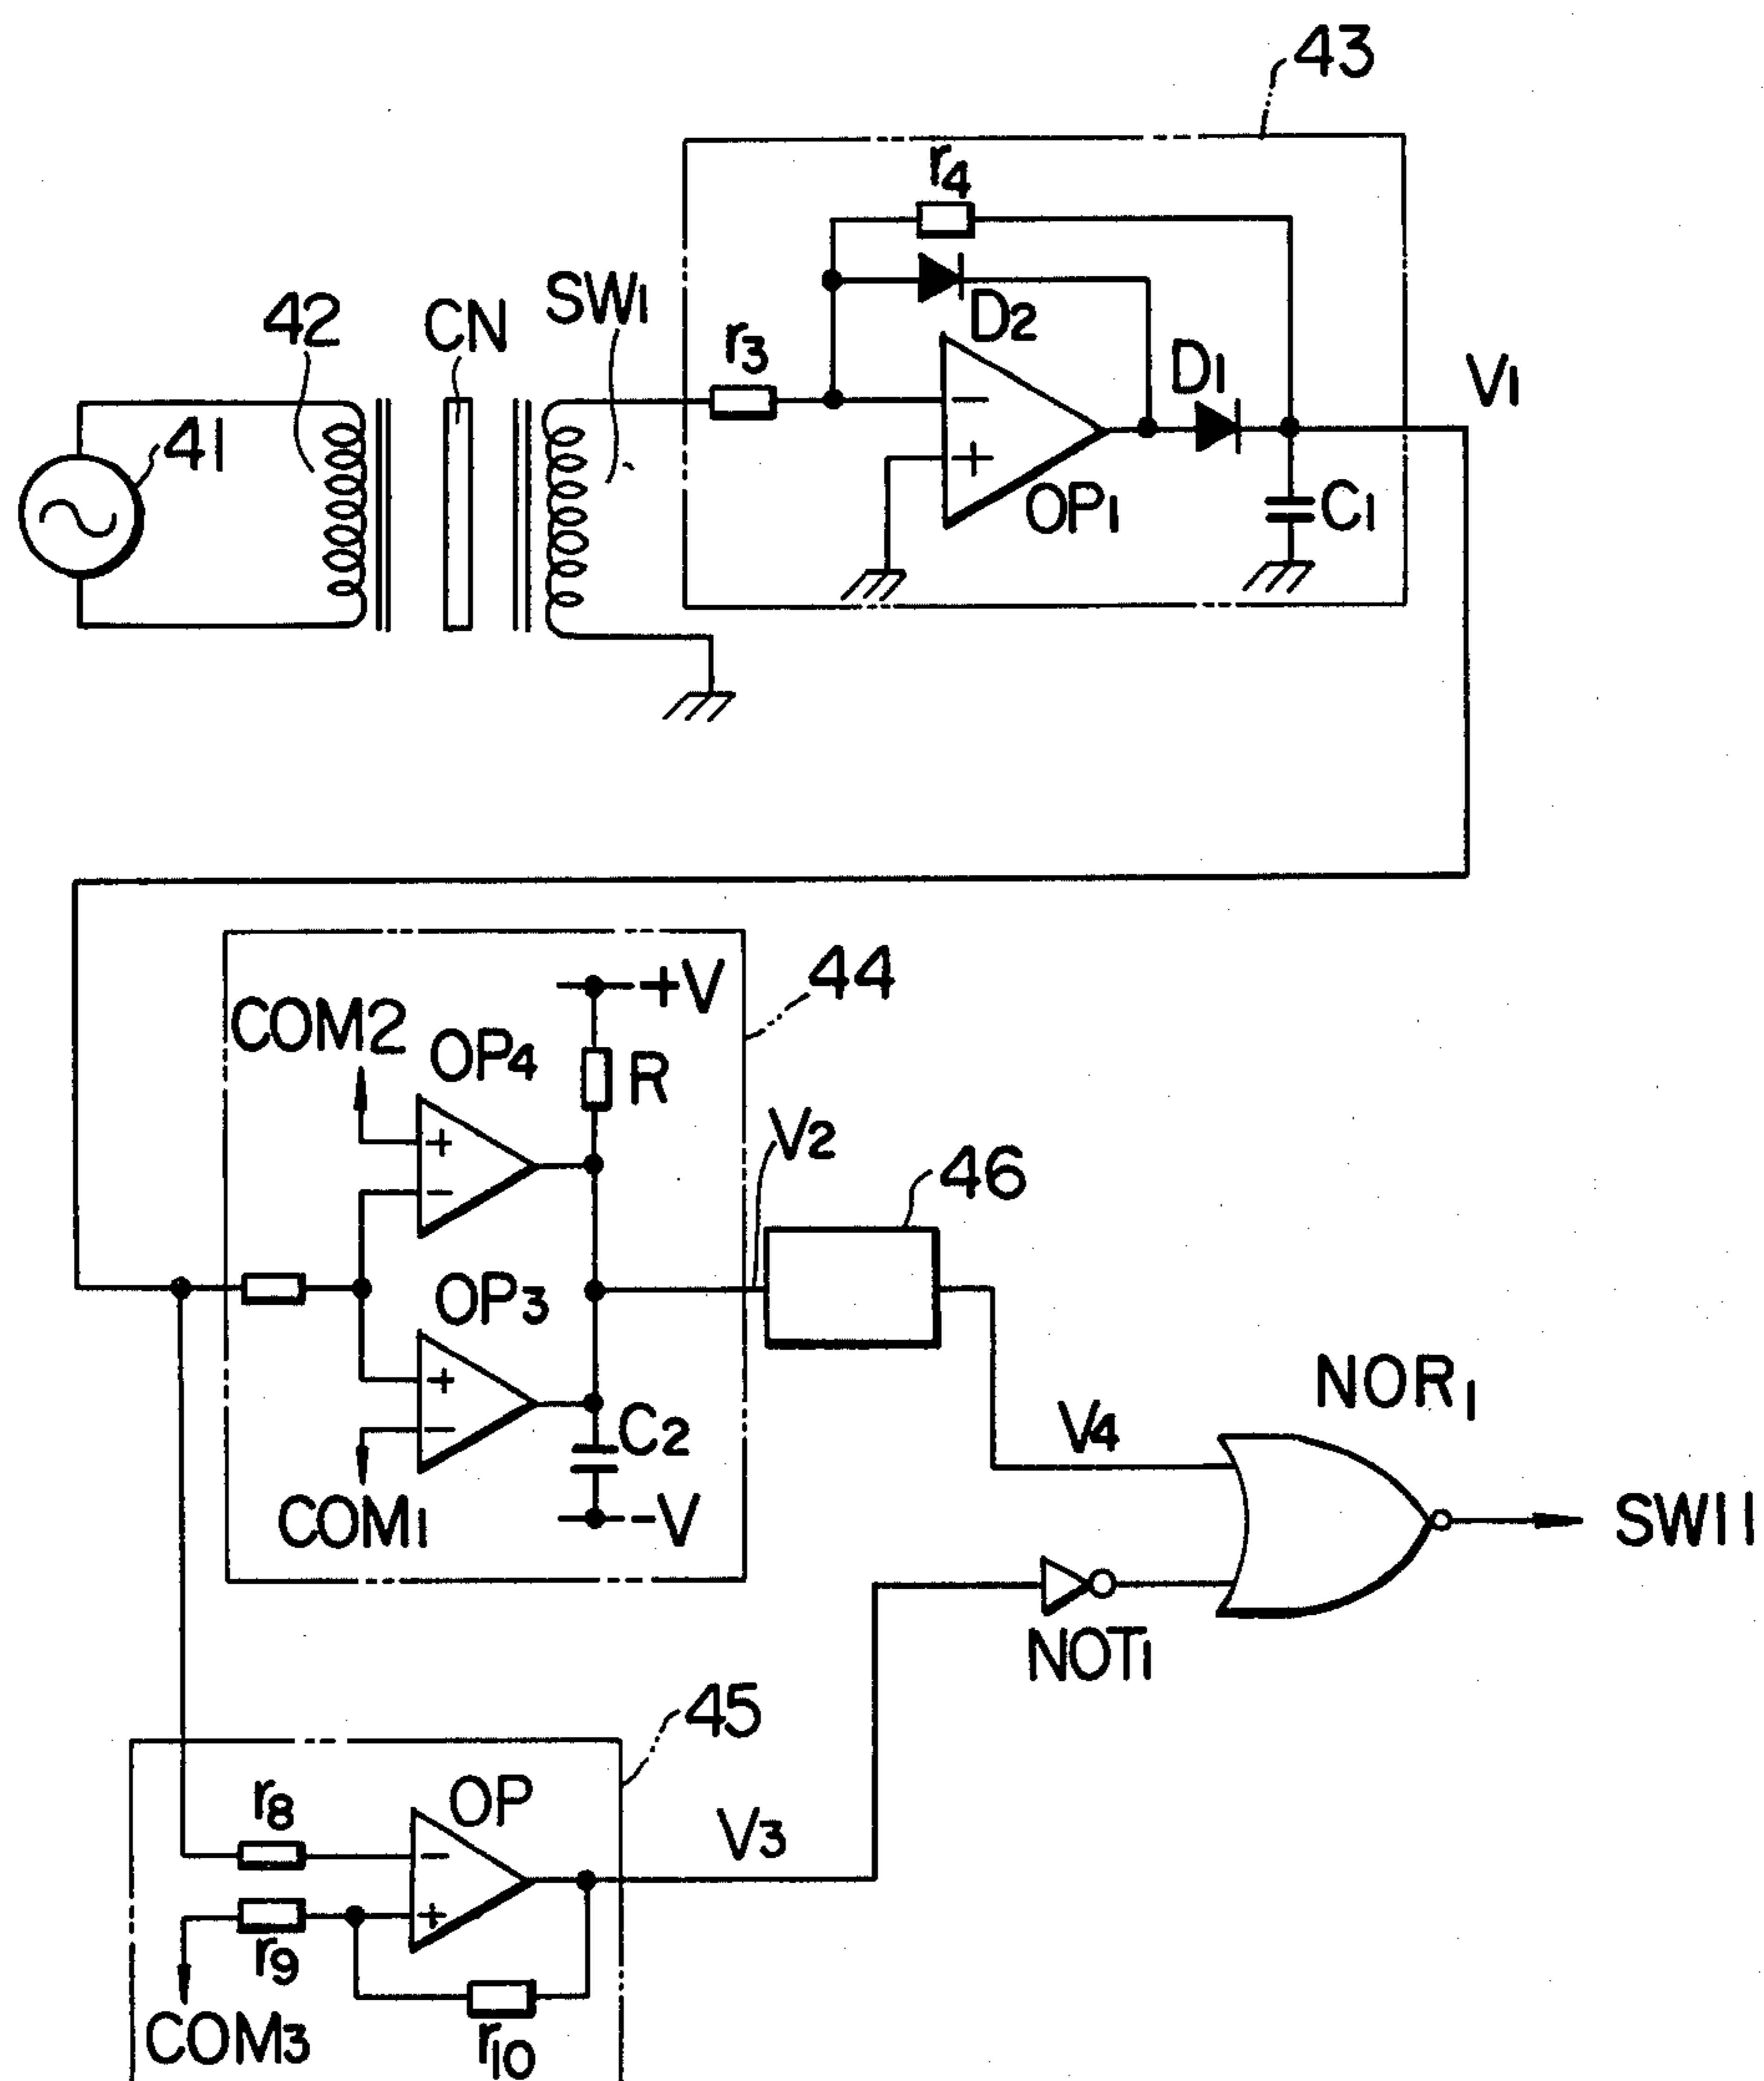 43
r4
42
CN
SW1
r3
D2
D1
V1
41
OP1
C1
44
+V
COM2
OP4
R
V2
46
OP3
NOR1
V4
C2
COM1
-V
SW11
NOT1
45
r8
OP
V3
r9
COM3
r10